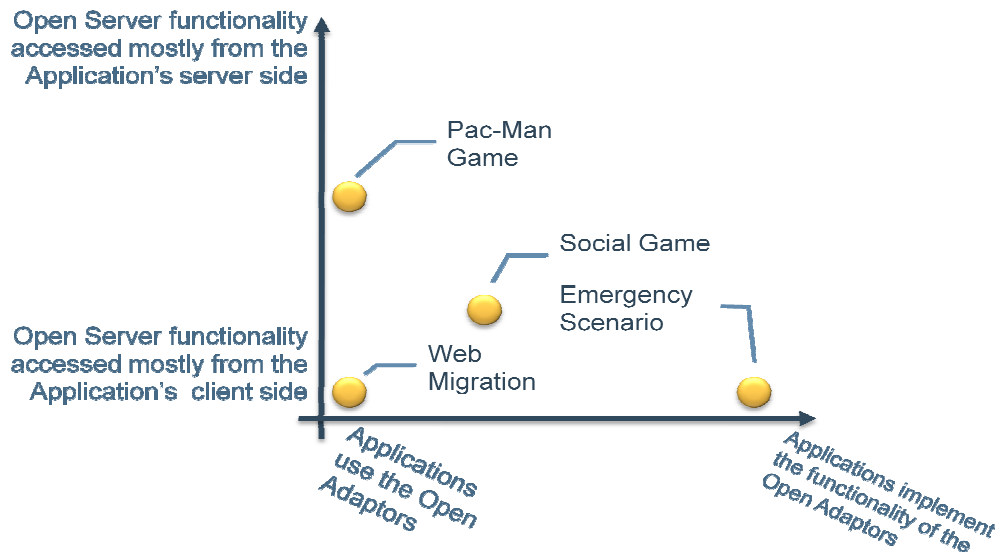 Open Server functionality
accessed mostly from the
Application's server side
Pac-Man
Game
Social Game
Emergency
Scenario
Open Server functionality
accessed mostly from the
Application's client side
Web
Migration
Applications
use the Open
Adaptors
Applications implement
the functionality of the
Open Adaptors